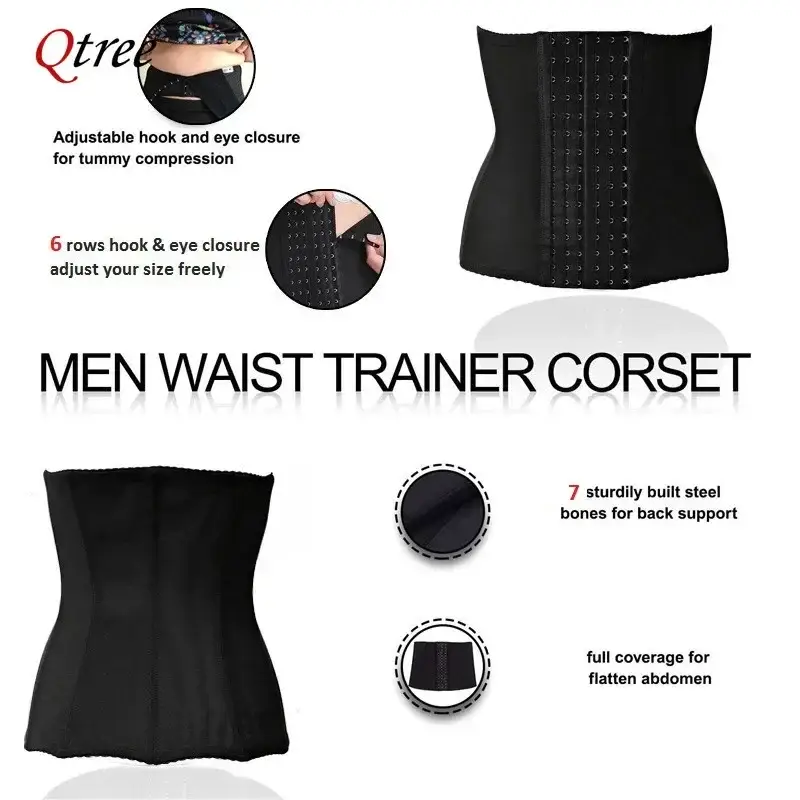 Qtree
Adjustable hook and eye closure
for tummy compression
6 rows hook & eye closure
adjust your size freely
MEN WAIST TRAINER CORSET
7 sturdily built steel
bones for back support
full coverage for
flatten abdomen